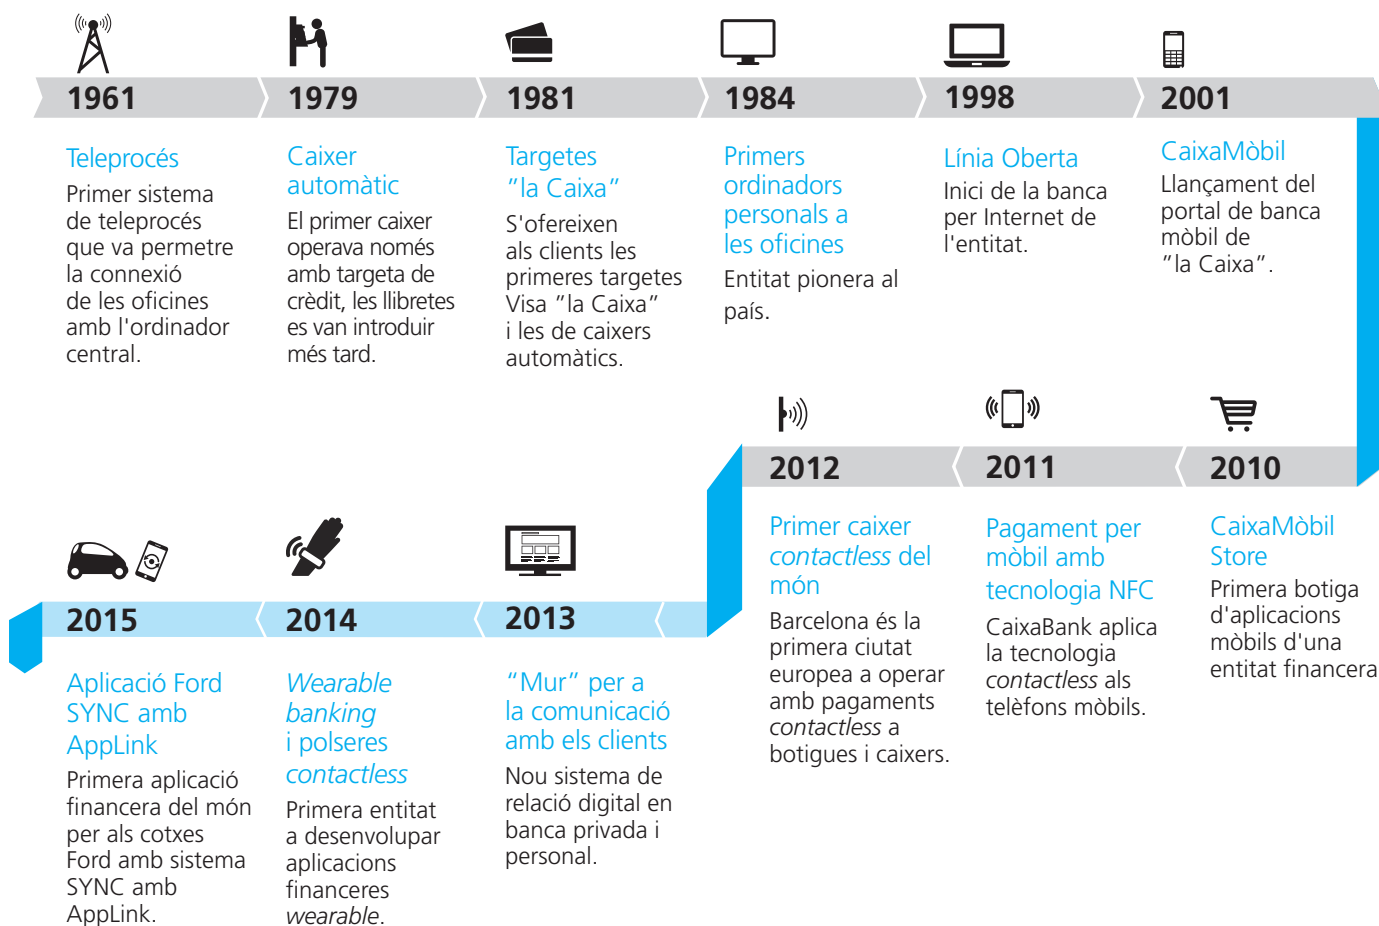 1961
Teleprocés
Primer sistema
de teleprocés
que va permetre
la connexió
de les oficines
amb l'ordinador
central.
1979
Caixer
automàtic
El primer caixer
operava només
amb targeta de
crèdit, les llibretes
es van introduir
més tard.
1981
Targetes
"la Caixa"
S'ofereixen
als clients les
primeres targetes
Visa "la Caixa"
i les de caixers
automàtics.
1984
Primers
ordinadors
personals a
les oficines
Entitat pionera al
país.
1998
Línia Oberta
Inici de la banca
per Internet de
l'entitat.
2001
CaixaMòbil
Llançament del
portal de banca
mòbil de
"la Caixa".
2010
CaixaMòbil
Store
Primera botiga
d'aplicacions
mòbils d'una
entitat financera
2011
Pagament per
mòbil amb
tecnologia NFC
CaixaBank aplica
la tecnologia
contactless als
telèfons mòbils.
2012
Primer caixer
contactless del
món
Barcelona és la
primera ciutat
europea a operar
amb pagaments
contactless a
botigues i caixers.
2013
"Mur" per a
la comunicació
amb els clients
Nou sistema de
relació digital en
banca privada i
personal.
2014
Wearable
banking
i polseres
contactless
Primera entitat
a desenvolupar
aplicacions
financeres
wearable.
2015
Aplicació Ford
SYNC amb
AppLink
Primera aplicació
financera del món
per als cotxes
Ford amb sistema
SYNC amb
AppLink.